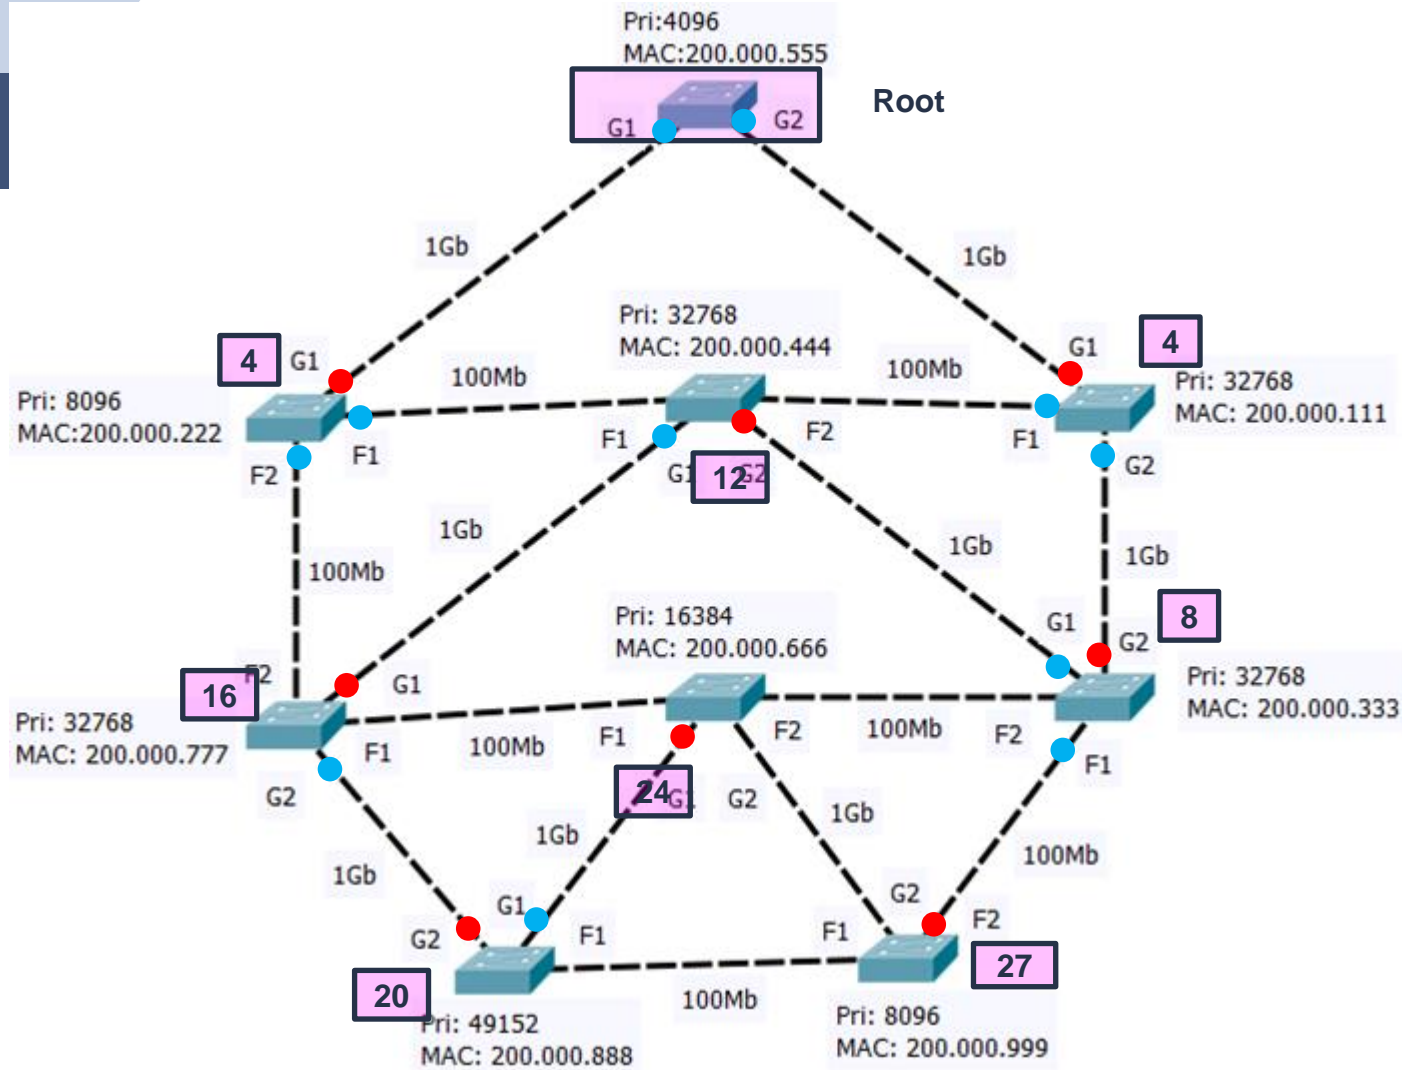 Pri:4096
MAC:200.000.555
Root
G1
G2
1Gb
1Gb
Pri: 32768
MAC: 200.000.444
4
G1
100Mb
100Mb
G1
4
Pri: 8096
MAC:200.000.222
Pri: 32768
MAC: 200.000.111
F2
F1
F1
F2
F1
G2
G1
12
G2
1Gb
1Gb
1Gb
100Mb
Pri: 16384
MAC: 200.000.666
G1
G2
8
F2
16
G1
Pri: 32768
MAC: 200.000.333
Pri: 32768
MAC: 200.000.777
F1
100Mb
F1
F2
100Mb
F2
F1
G2
24
G1
G2
1Gb
1Gb
1Gb
100Mb
G2
G1
F1
F1
G2
F2
20
27
100Mb
Pri: 49152
MAC: 200.000.888
Pri: 8096
MAC: 200.000.999